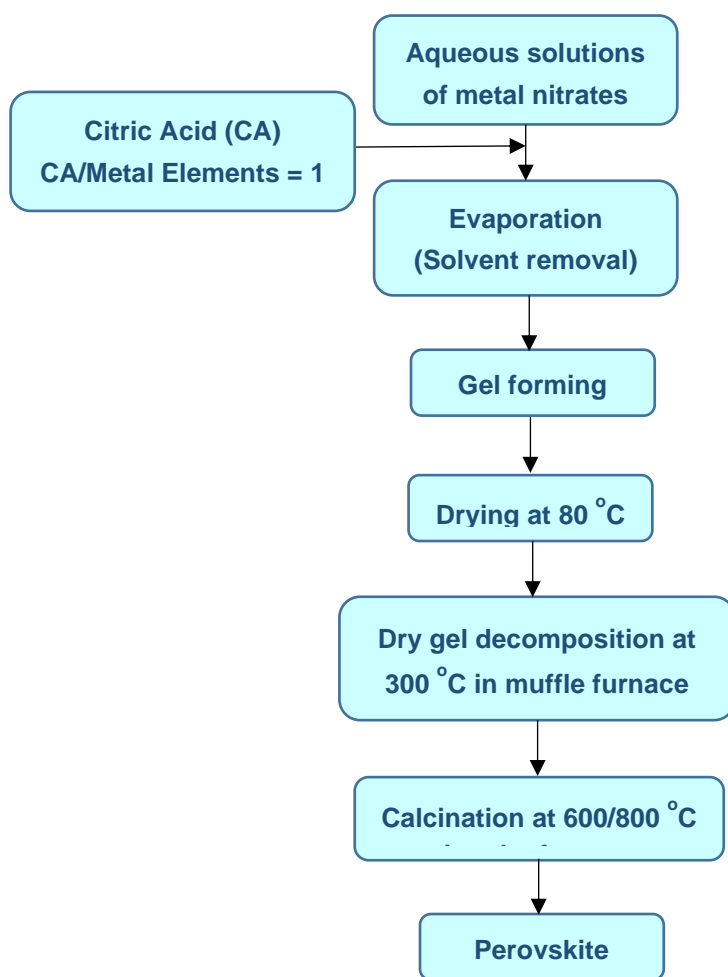 Aqueous solutions
of metal nitrates
Citric Acid (CA)
CA/Metal Elements = 1
Evaporation
(Solvent removal)
Gel forming
Drying at 80 °C
Dry gel decomposition at
300 °C in muffle furnace
Calcination at 600/800 °C
Perovskite